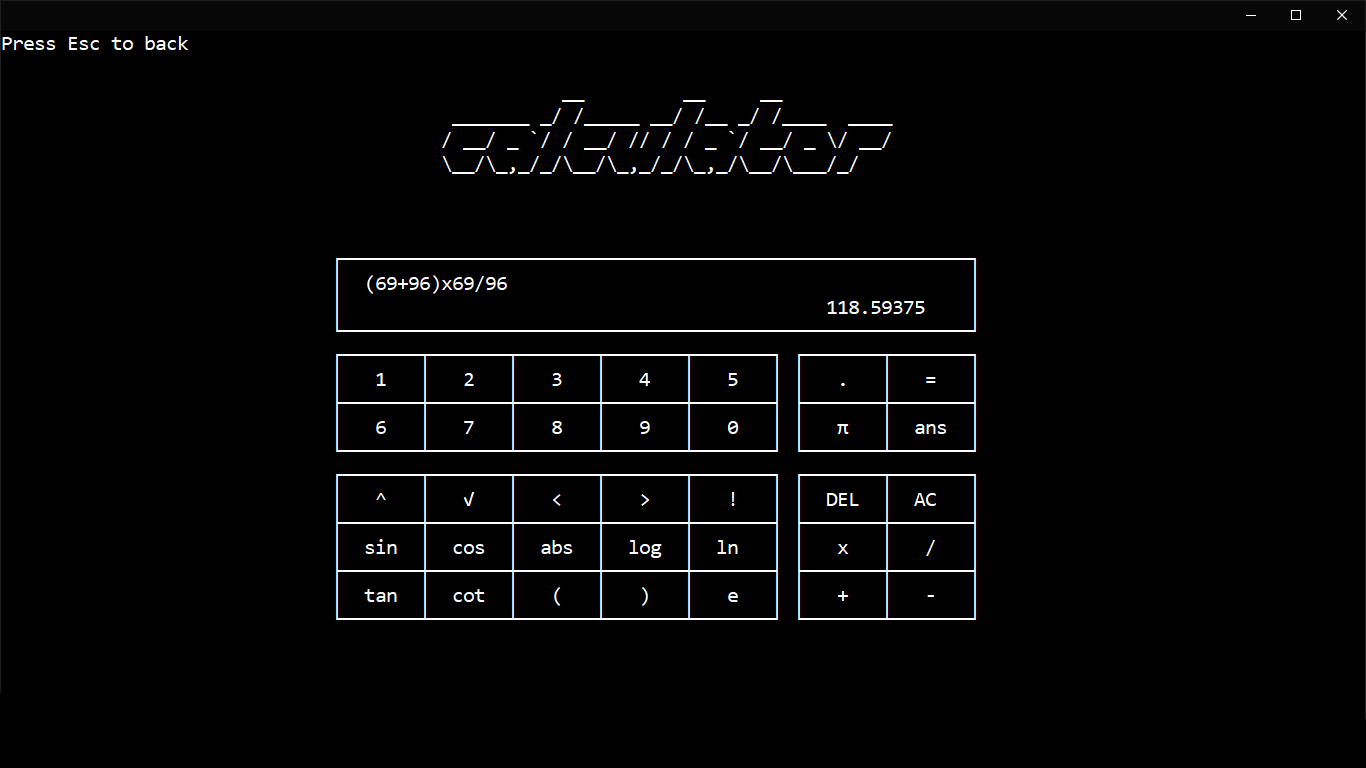 Press Esc to back
calculator
(69+96)x69/96
118.59375
1 2 3 4 5 . =
6 7 8 9 0 π ans
^ √ < > ! DEL AC
sin cos abs log ln x /
tan cot ( ) e + -